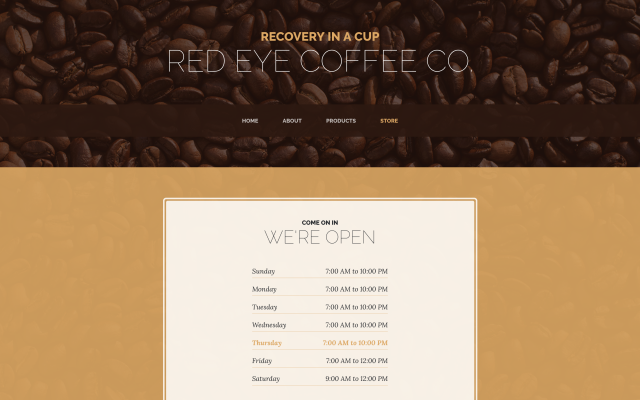 RECOVERY IN A CUP
RED EYE COFFEE CO.
HOME ABOUT PRODUCTS STORE
COME ON IN
WE'RE OPEN
Sunday 7:00 AM to 10:00 PM
Monday 7:00 AM to 10:00 PM
Tuesday 7:00 AM to 10:00 PM
Wednesday 7:00 AM to 10:00 PM
Thursday 7:00 AM to 10:00 PM
Friday 7:00 AM to 12:00 PM
Saturday 9:00 AM to 12:00 PM